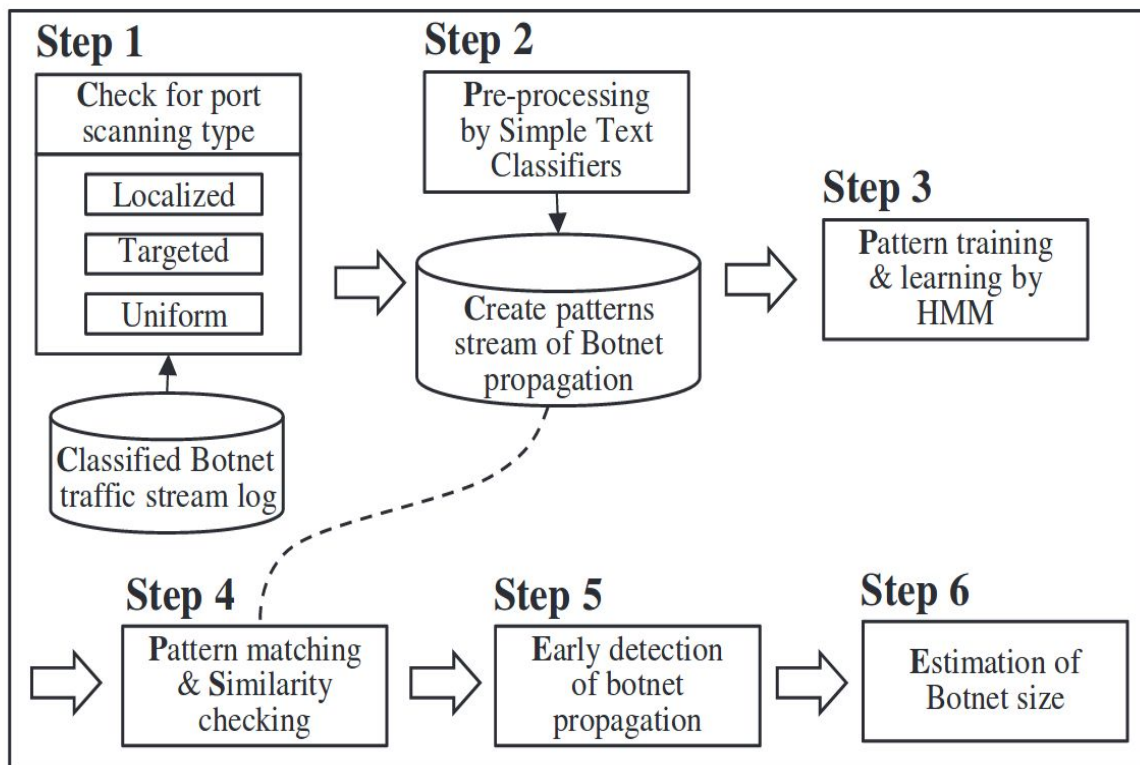 Step 1
Check for port
scanning type
Localized
Targeted
Uniform
Classified Botnet
traffic stream log
Step 2
Pre-processing
by Simple Text
Classifiers
Create patterns
stream of Botnet
propagation
Step 3
Pattern training
& learning by
HMM
Step 4
Pattern matching
& Similarity
checking
Step 5
Early detection
of botnet
propagation
Step 6
Estimation of
Botnet size